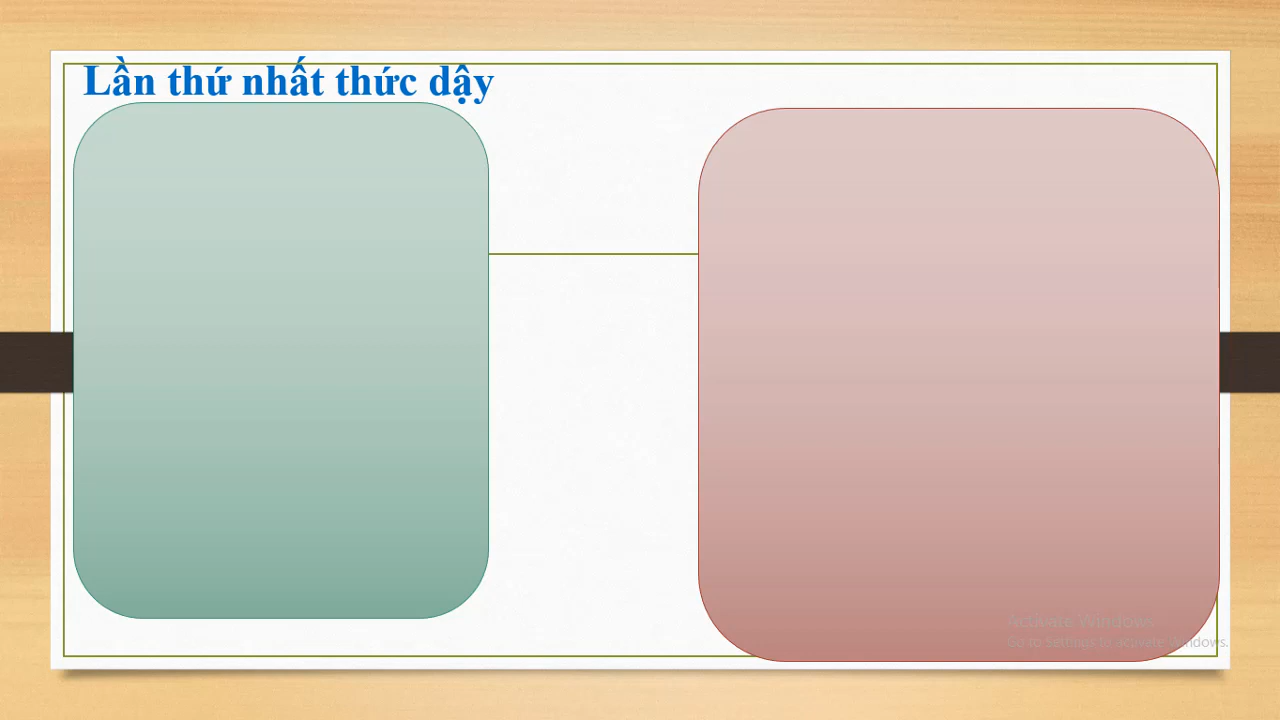 Lần thứ nhất thức dậy
Activate Windows
Go to Settings to activate Windows.